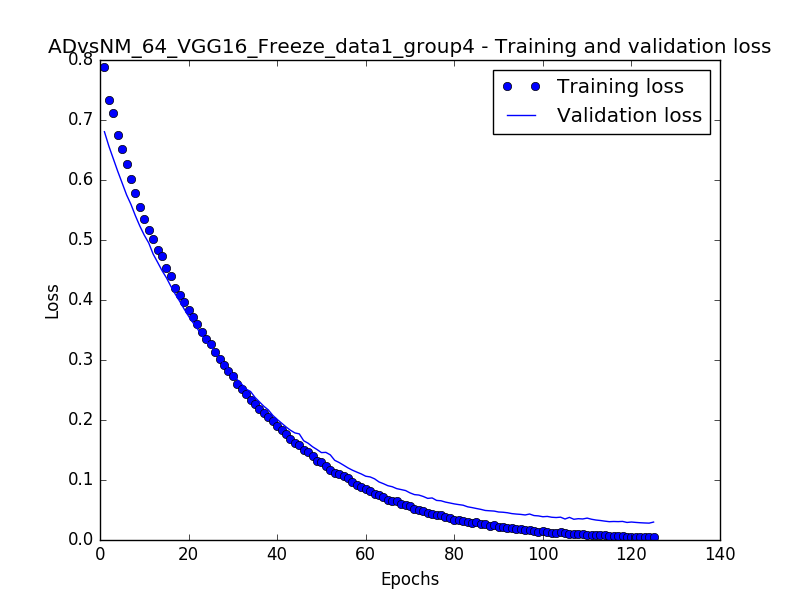 ADvsNM_64_VGG16_Freeze_data1_group4 - Training and validation loss
Training loss
Validation loss
0.8
0.7
0.6
0.5
0.4
0.3
0.2
0.1
0.0
Loss
0 20 40 60 80 100 120 140
Epochs